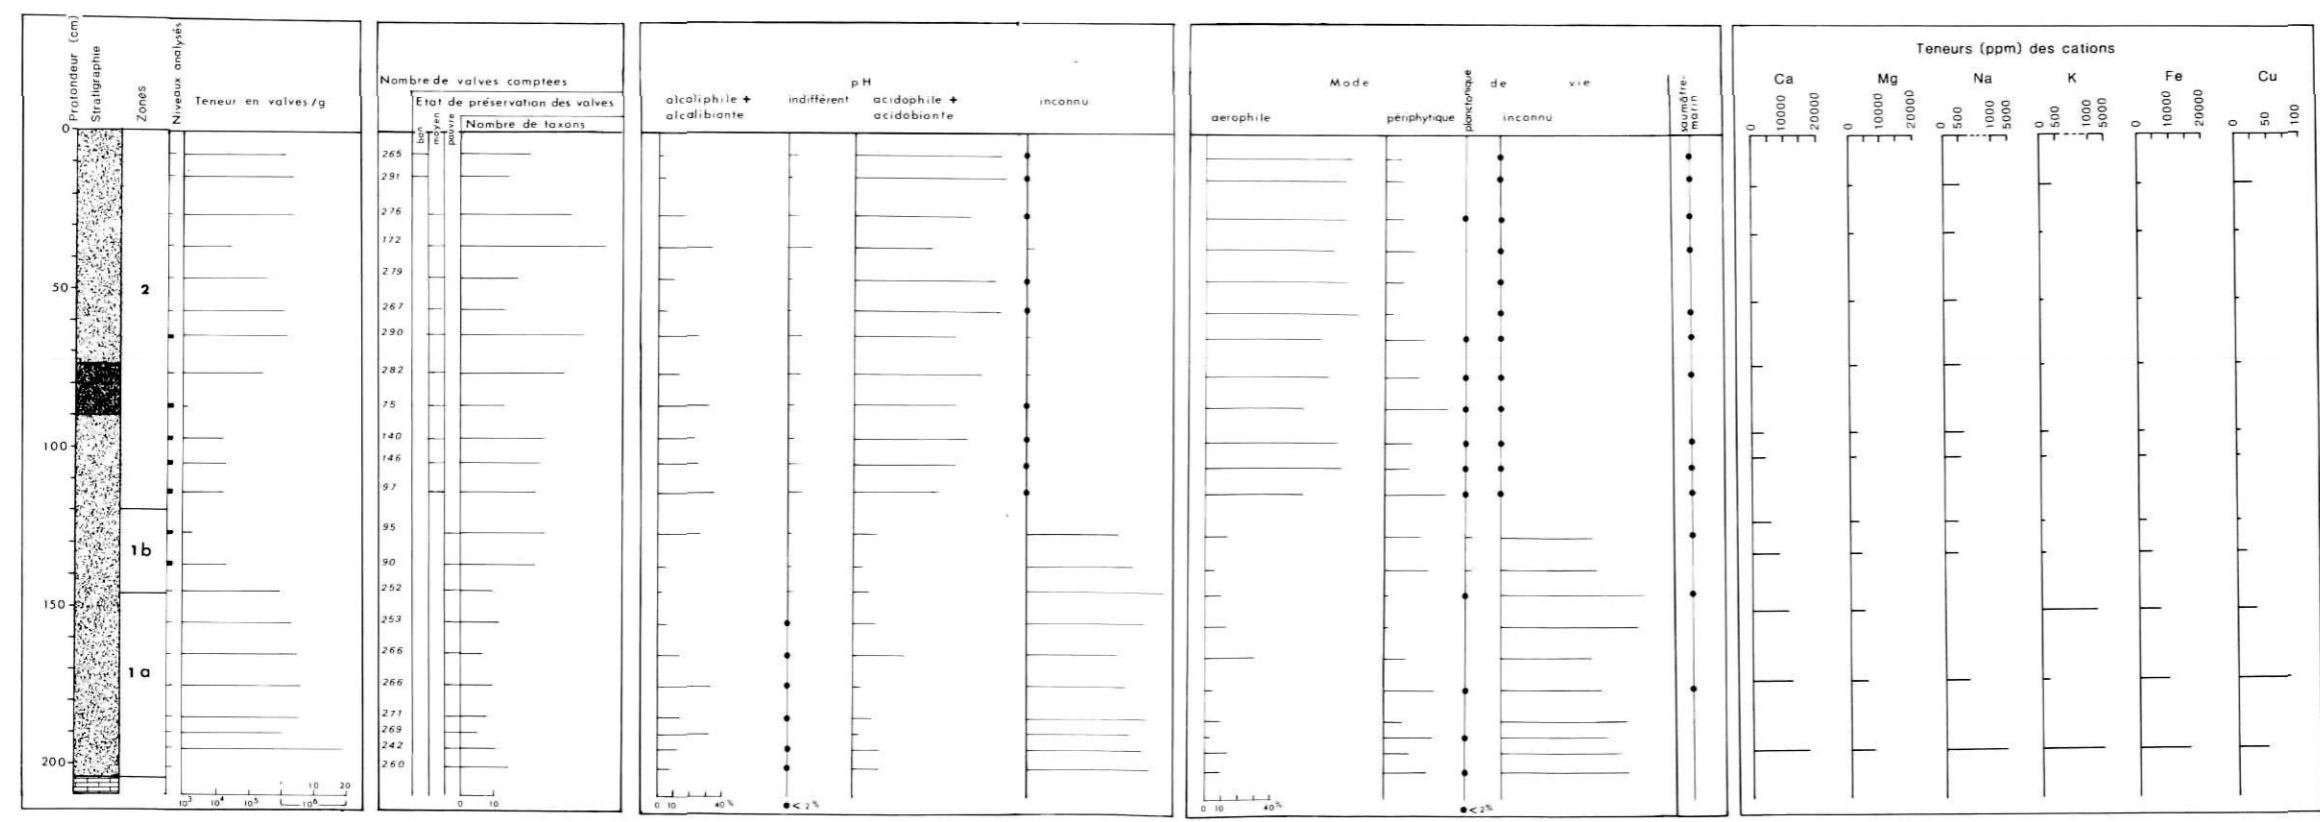 Profondeur (cm)
Stratigraphie
Zones
Niveaux analysés
Teneur en valves/g
0
50
100
150
200
2
1b
1a
10³ 10⁴ 10⁵ 10⁶ 10 20
Nombre de valves comptées
Etat de préservation des valves
bon
moyen
pauvre
Nombre de taxons
265
291
276
172
279
267
290
282
75
140
146
97
95
90
252
253
266
266
271
269
242
260
0 10
pH
alcaliphile + alcalibiante
indifférent
acidophile + acidobiante
inconnu
0 10 40 %
● < 2 %
Mode de vie
aerophile
périphytique
planctonique
inconnu
saumâtre-marin
0 10 40 %
● < 2 %
Teneurs (ppm) des cations
Ca Mg Na K Fe Cu
0 10000 20000
0 10000 20000
0 500 1000 5000
0 500 1000 5000
0 1000 2000
0 50 100